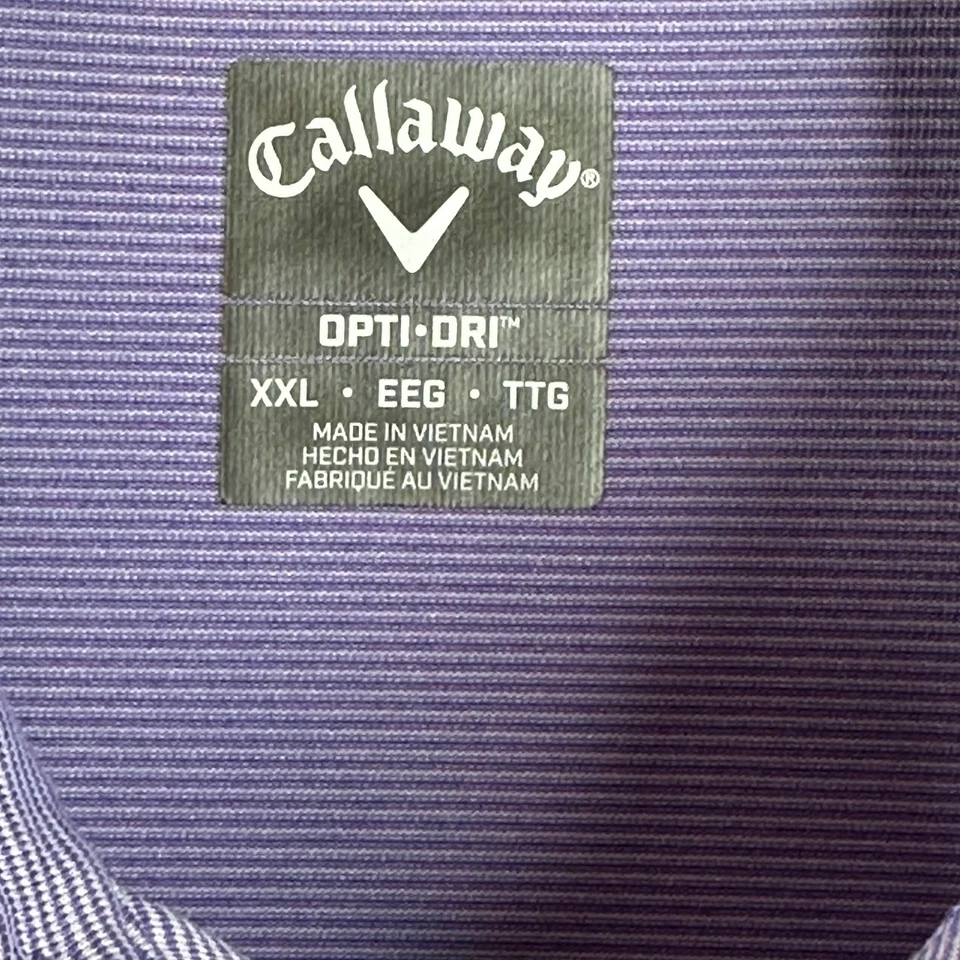 Callaway®
OPTI•DRI™
XXL • EEG • TTG
MADE IN VIETNAM
HECHO EN VIETNAM
FABRIQUÉ AU VIETNAM